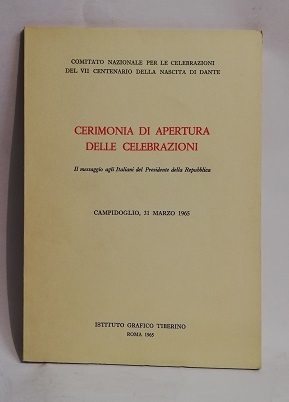 COMITATO NAZIONALE PER LE CELEBRAZIONI
DEL VII CENTENARIO DELLA NASCITA DI DANTE
CERIMONIA DI APERTURA
DELLE CELEBRAZIONI
Il messaggio agli Italiani del Presidente della Repubblica
CAMPIDOGLIO, 31 MARZO 1965
ISTITUTO GRAFICO TIBERINO
ROMA 1965